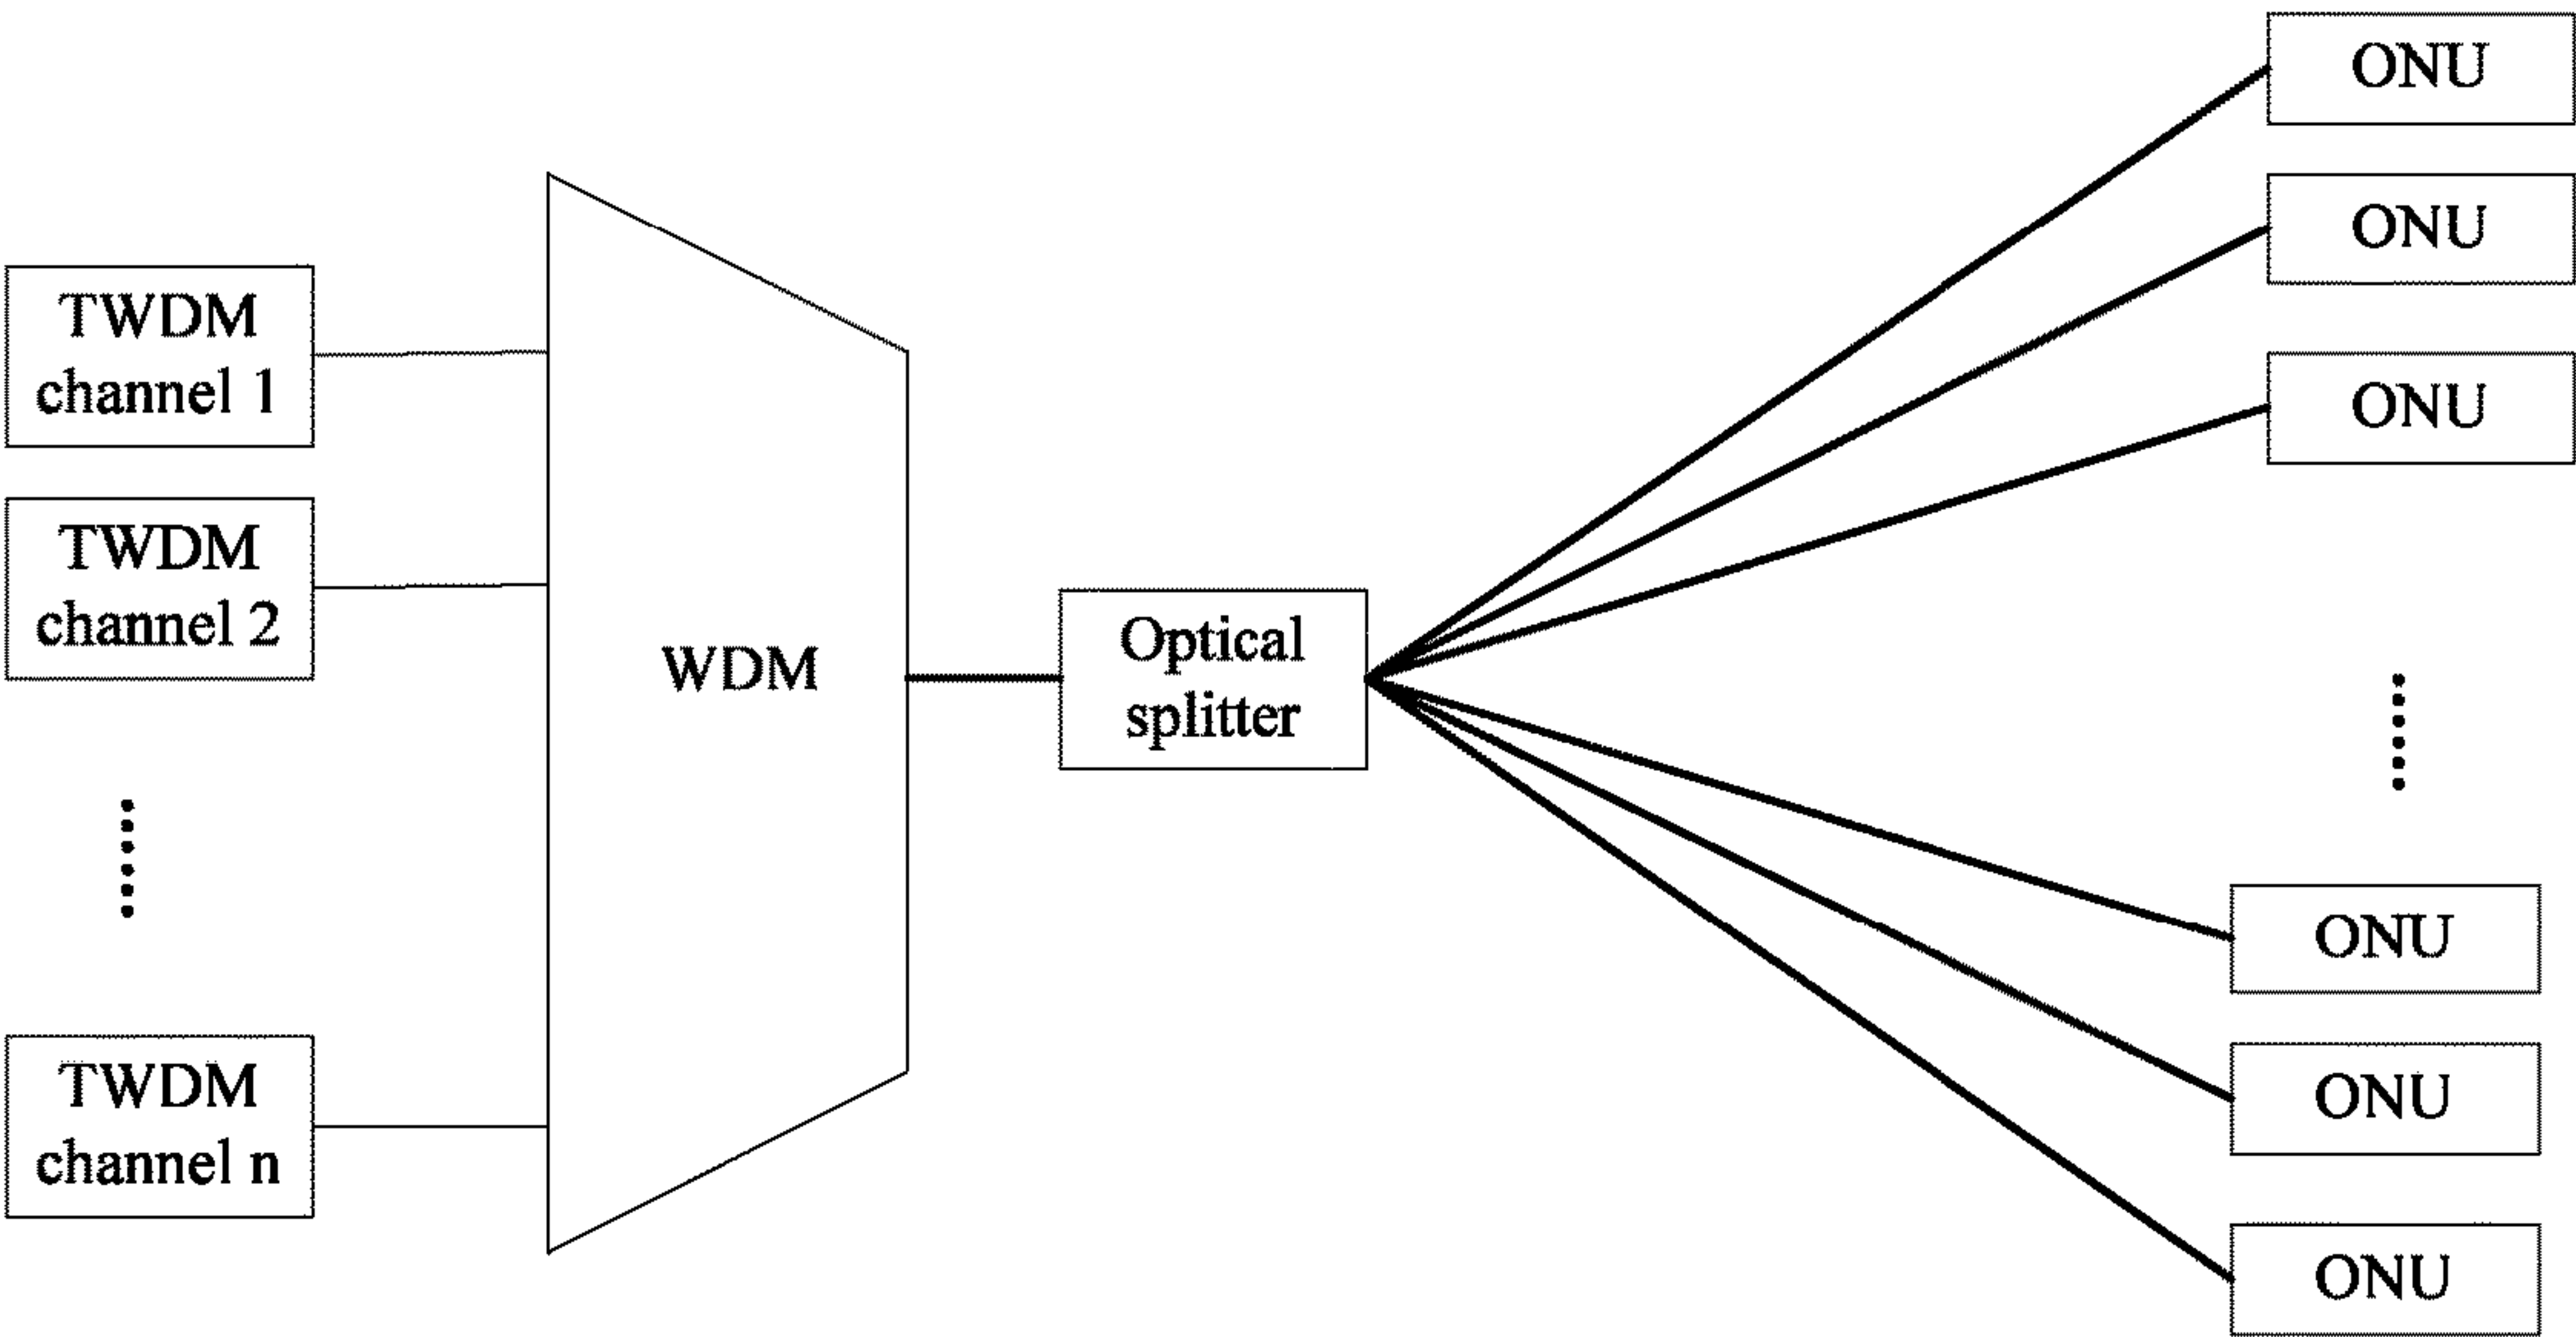 TWDM
channel 1
TWDM
channel 2
TWDM
channel n
WDM
Optical
splitter
ONU
ONU
ONU
ONU
ONU
ONU